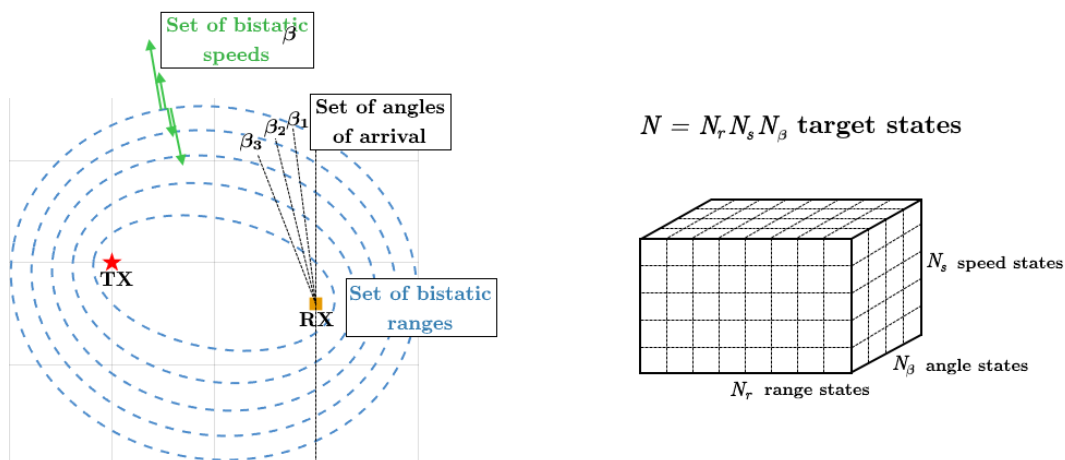 Set of bistatic
speeds
β
β₁
β₂
β₃
Set of angles
of arrival
TX
RX
Set of bistatic
ranges
N = NᵣNₛNᵦ target states
Nₛ speed states
Nᵦ angle states
Nᵣ range states